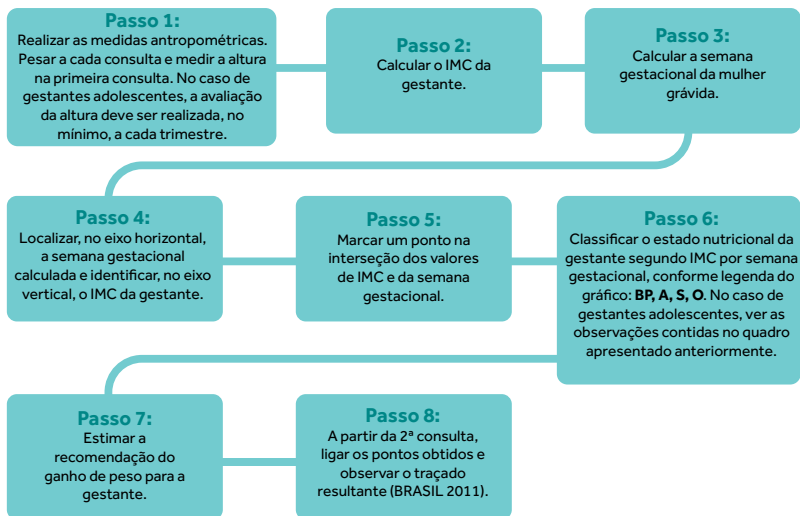 Passo 1:
Realizar as medidas antropométricas.
Pesar a cada consulta e medir a altura
na primeira consulta. No caso de
gestantes adolescentes, a avaliação
da altura deve ser realizada, no
mínimo, a cada trimestre.
Passo 2:
Calcular o IMC da
gestante.
Passo 3:
Calcular a semana
gestacional da mulher
grávida.
Passo 4:
Localizar, no eixo horizontal,
a semana gestacional
calculada e identificar, no eixo
vertical, o IMC da gestante.
Passo 5:
Marcar um ponto na
interseção dos valores
de IMC e da semana
gestacional.
Passo 6:
Classificar o estado nutricional da
gestante segundo IMC por semana
gestacional, conforme legenda do
gráfico: BP, A, S, O. No caso de
gestantes adolescentes, ver as
observações contidas no quadro
apresentado anteriormente.
Passo 7:
Estimar a
recomendação do
ganho de peso para a
gestante.
Passo 8:
A partir da 2ª consulta,
ligar os pontos obtidos e
observar o traçado
resultante (BRASIL 2011).